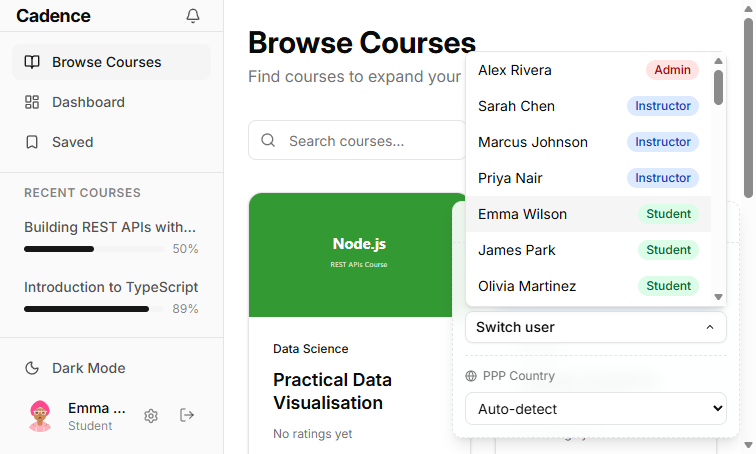 Cadence
Browse Courses
Dashboard
Saved
RECENT COURSES
Building REST APIs with...
50%
Introduction to TypeScript
89%
Dark Mode
Emma ...
Student
Browse Courses
Find courses to expand your
Search courses...
Node.js
REST APIs Course
Data Science
Practical Data
Visualisation
No ratings yet
Alex Rivera Admin
Sarah Chen Instructor
Marcus Johnson Instructor
Priya Nair Instructor
Emma Wilson Student
James Park Student
Olivia Martinez Student
Switch user
PPP Country
Auto-detect